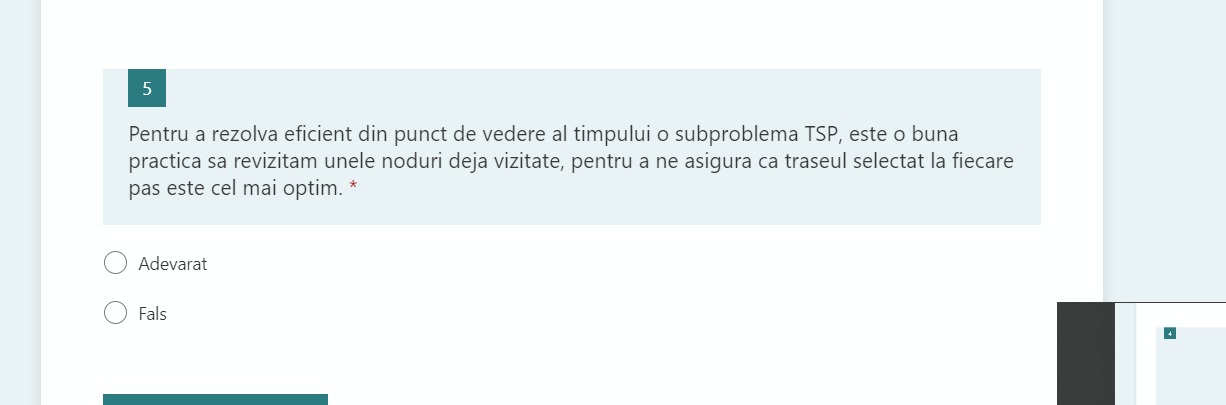 5
Pentru a rezolva eficient din punct de vedere al timpului o subproblema TSP, este o buna
practica sa revizitam unele noduri deja vizitate, pentru a ne asigura ca traseul selectat la fiecare
pas este cel mai optim. *
Adevarat
Fals
4